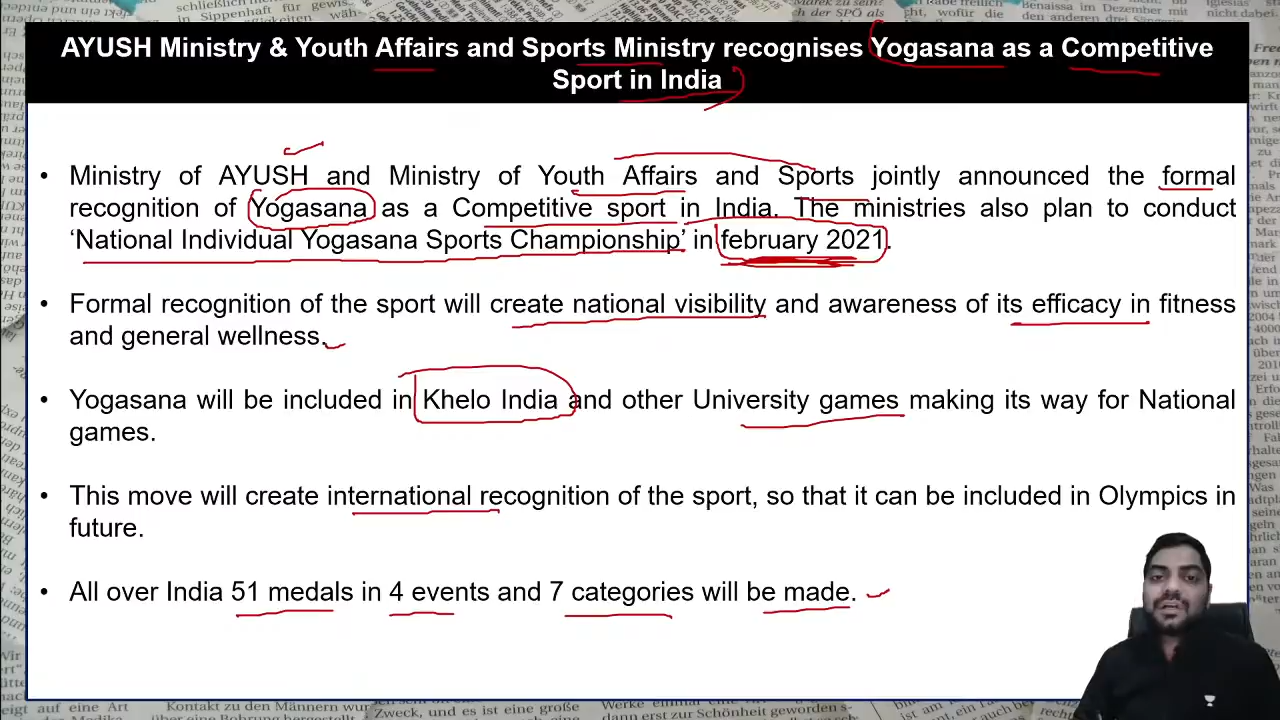 AYUSH Ministry & Youth Affairs and Sports Ministry recognises Yogasana as a Competitive
Sport in India
• Ministry of AYUSH and Ministry of Youth Affairs and Sports jointly announced the formal
recognition of Yogasana as a Competitive sport in India. The ministries also plan to conduct
‘National Individual Yogasana Sports Championship’ in february 2021.
• Formal recognition of the sport will create national visibility and awareness of its efficacy in fitness
and general wellness.
• Yogasana will be included in Khelo India and other University games making its way for National
games.
• This move will create international recognition of the sport, so that it can be included in Olympics in
future.
• All over India 51 medals in 4 events and 7 categories will be made.